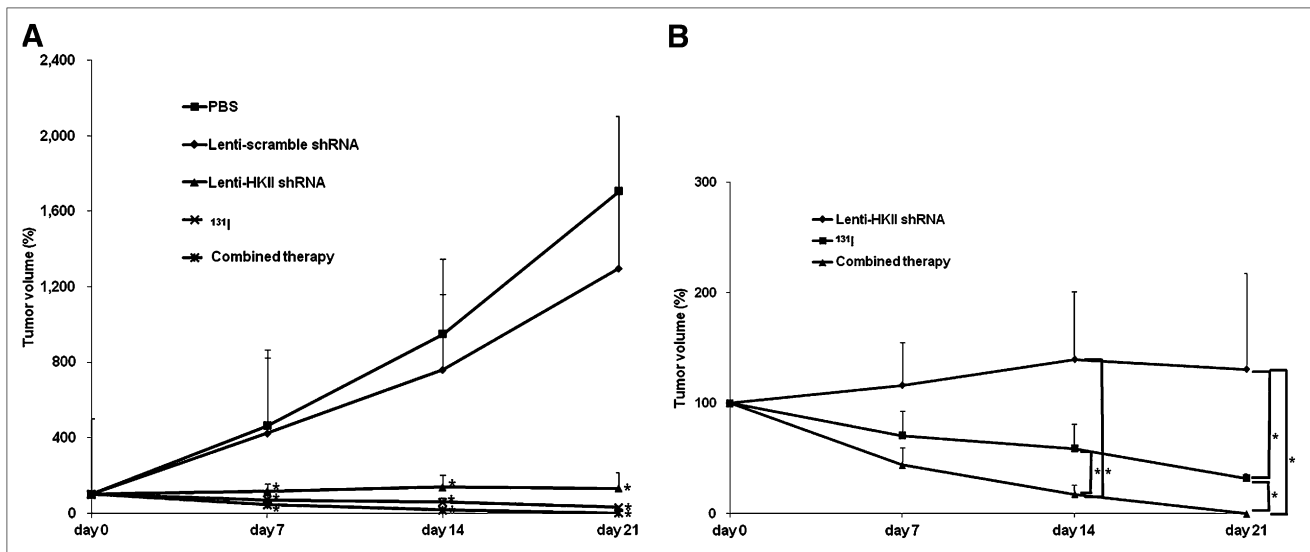 A
2,400
2,000
1,600
1,200
800
400
0
Tumor volume (%)
PBS
Lenti-scramble shRNA
Lenti-HKII shRNA
131I
Combined therapy
*
*
*
*
*
*
*
*
*
day 0
day 7
day 14
day 21
B
300
200
100
0
Tumor volume (%)
Lenti-HKII shRNA
131I
Combined therapy
* *
*
*
*
day 0
day 7
day 14
day 21